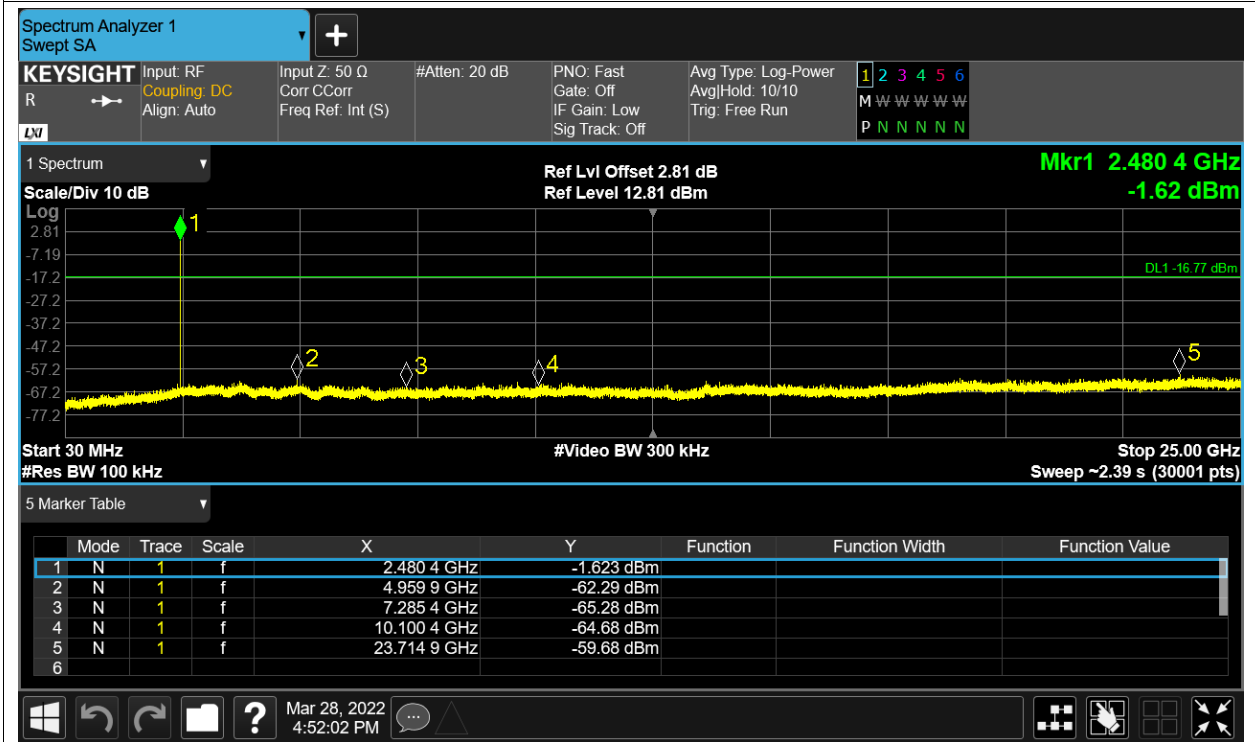 Spectrum Analyzer 1
Swept SA
+
KEYSIGHT Input: RF Input Z: 50 Ω #Atten: 20 dB PNO: Fast Avg Type: Log-Power 1 2 3 4 5 6
R Coupling: DC Corr CCorr Gate: Off Avg|Hold: 10/10 M W W W W W
Align: Auto Freq Ref: Int (S) IF Gain: Low Trig: Free Run
LXI Sig Track: Off P N N N N N
1 Spectrum Ref Lvl Offset 2.81 dB Mkr1 2.480 4 GHz
Scale/Div 10 dB Ref Level 12.81 dBm -1.62 dBm
Log
1
2.81
-7.19
DL1 -16.77 dBm
-17.2
-27.2
-37.2
-47.2
2 3 4 5
-57.2
-67.2
-77.2
Start 30 MHz #Video BW 300 kHz Stop 25.00 GHz
#Res BW 100 kHz Sweep ~2.39 s (30001 pts)
5 Marker Table
Mode Trace Scale X Y Function Function Width Function Value
1 N 1 f 2.480 4 GHz -1.623 dBm
2 N 1 f 4.959 9 GHz -62.29 dBm
3 N 1 f 7.285 4 GHz -65.28 dBm
4 N 1 f 10.100 4 GHz -64.68 dBm
5 N 1 f 23.714 9 GHz -59.68 dBm
6
? Mar 28, 2022
4:52:02 PM